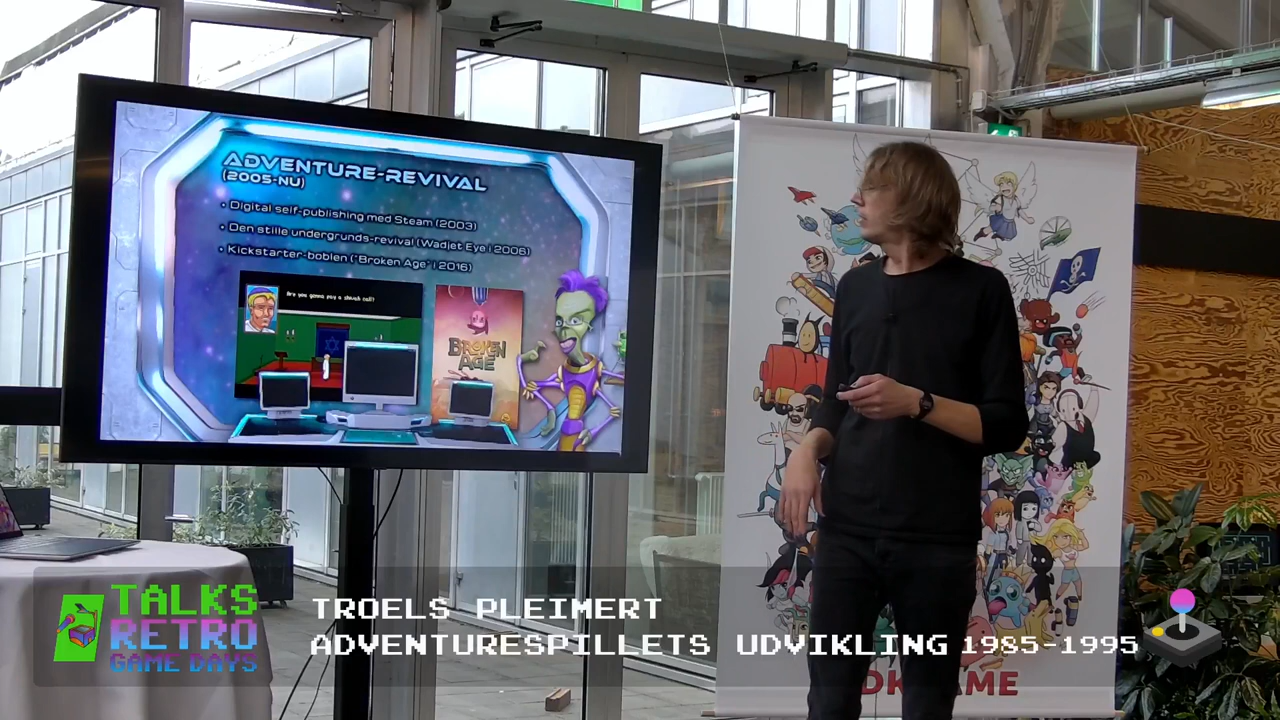 ADVENTURE-REVIVAL
(2005-NU)
• Digital self-publishing med Steam (2003)
• Den stille undergrunds-revival (Wadjet Eye i 2006)
• Kickstarter-boblen ("Broken Age" i 2016)
Are you gonna pay a shivah call?
BROKEN
AGE
TALKS
RETRO
GAME DAYS
TROELS PLEIMERT
ADVENTURESPILLETS UDVIKLING 1985-1995